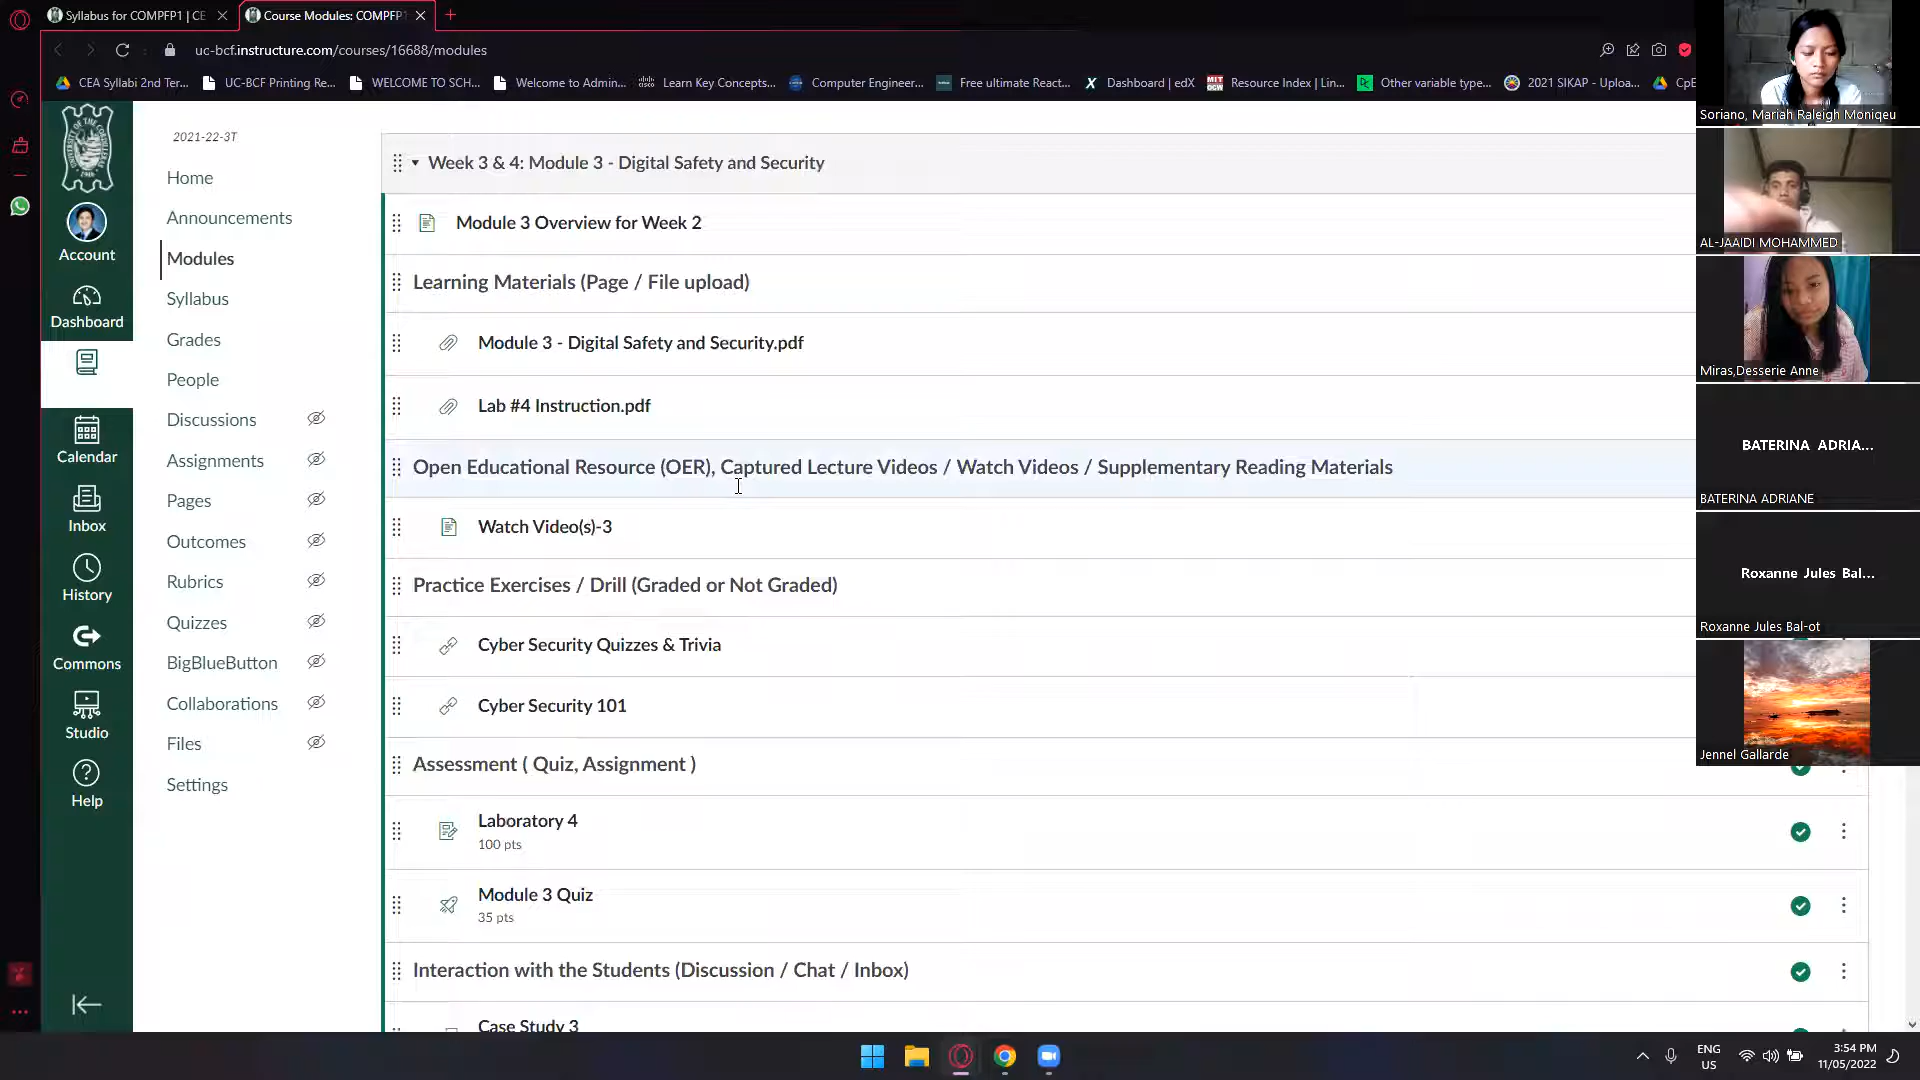 Syllabus for COMPFP1 | CE
Course Modules: COMPFP1
uc-bcf.instructure.com/courses/16688/modules
CEA Syllabi 2nd Ter...
UC-BCF Printing Re...
WELCOME TO SCH...
Welcome to Admin...
Learn Key Concepts...
Computer Engineer...
Free ultimate React...
Dashboard | edX
Resource Index | Lin...
Other variable type...
2021 SIKAP - Uploa...
CpE
Account
Dashboard
Calendar
Inbox
History
Commons
Studio
Help
2021-22-3T
Home
Announcements
Modules
Syllabus
Grades
People
Discussions
Assignments
Pages
Outcomes
Rubrics
Quizzes
BigBlueButton
Collaborations
Files
Settings
Week 3 & 4: Module 3 - Digital Safety and Security
Module 3 Overview for Week 2
Learning Materials (Page / File upload)
Module 3 - Digital Safety and Security.pdf
Lab #4 Instruction.pdf
Open Educational Resource (OER), Captured Lecture Videos / Watch Videos / Supplementary Reading Materials
Watch Video(s)-3
Practice Exercises / Drill (Graded or Not Graded)
Cyber Security Quizzes & Trivia
Cyber Security 101
Assessment ( Quiz, Assignment )
Laboratory 4
100 pts
Module 3 Quiz
35 pts
Interaction with the Students (Discussion / Chat / Inbox)
Case Study 3
Soriano, Mariah Raleigh Moniqeu
AL-JAAIDI MOHAMMED
Miras,Desserie Anne
BATERINA ADRIA...
BATERINA ADRIANE
Roxanne Jules Bal...
Roxanne Jules Bal-ot
Jennel Gallarde
ENG
US
3:54 PM
11/05/2022